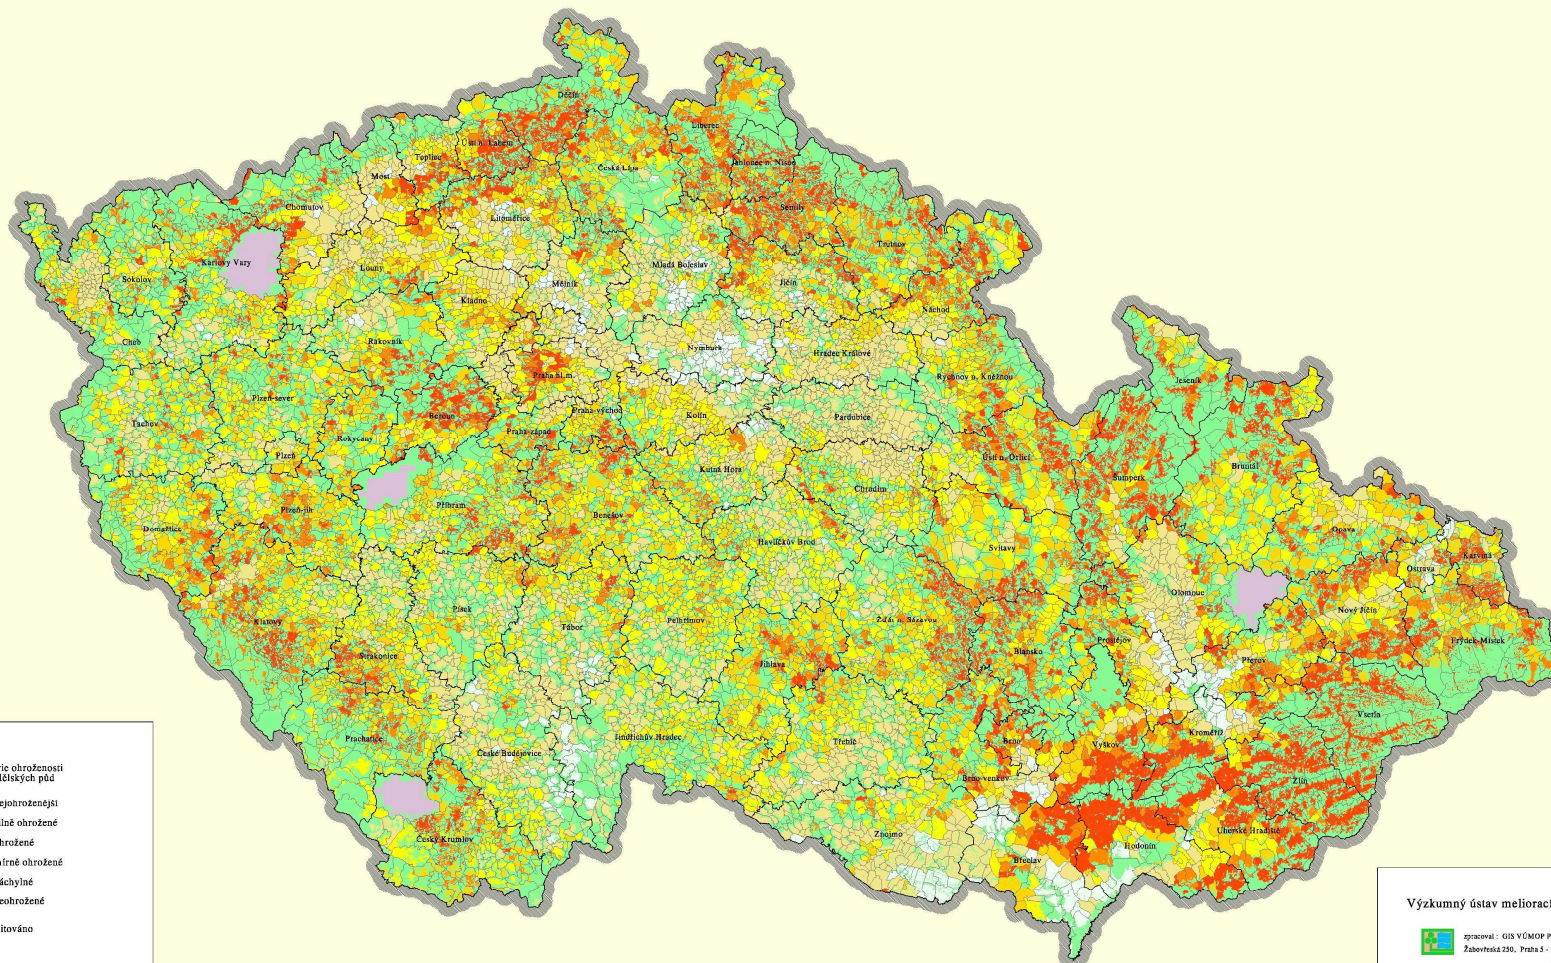 Děčín
Liberec
Ústí n. Labem
Teplice
Jablonec n. Nisou
Česká Lípa
Most
Chomutov
Semily
Litoměřice
Trutnov
Karlovy Vary
Mladá Boleslav
Louny
Sokolov
Jičín
Mělník
Kladno
Náchod
Cheb
Rakovník
Nymburk
Hradec Králové
Praha hl.m.
Rychnov n. Kněžnou
Jeseník
Plzeň-sever
Praha-východ
Beroun
Kolín
Pardubice
Tachov
Praha-západ
Rokycany
Plzeň
Ústí n. Orlicí
Bruntál
Kutná Hora
Šumperk
Chrudim
Příbram
Plzeň-jih
Benešov
Domažlice
Opava
Havlíčkův Brod
Svitavy
Karviná
Ostrava
Olomouc
Písek
Nový Jičín
Klatovy
Pelhřimov
Žďár n. Sázavou
Tábor
Prostějov
Frýdek-Místek
Blansko
Strakonice
Přerov
Jihlava
Vsetín
Kroměříž
Prachatice
Jindřichův Hradec
Třebíč
Brno
Vyškov
České Budějovice
Brno-venkov
Zlín
Uherské Hradiště
Znojmo
Český Krumlov
Hodonín
Břeclav
ie ohroženosti
ělských půd
ejohroženější
lně ohrožené
hrožené
írně ohrožené
áchylné
eohrožené
itováno
Výzkumný ústav meliorací
zpracoval : GIS VÚMOP P
Žabovřeská 250, Praha 5 -